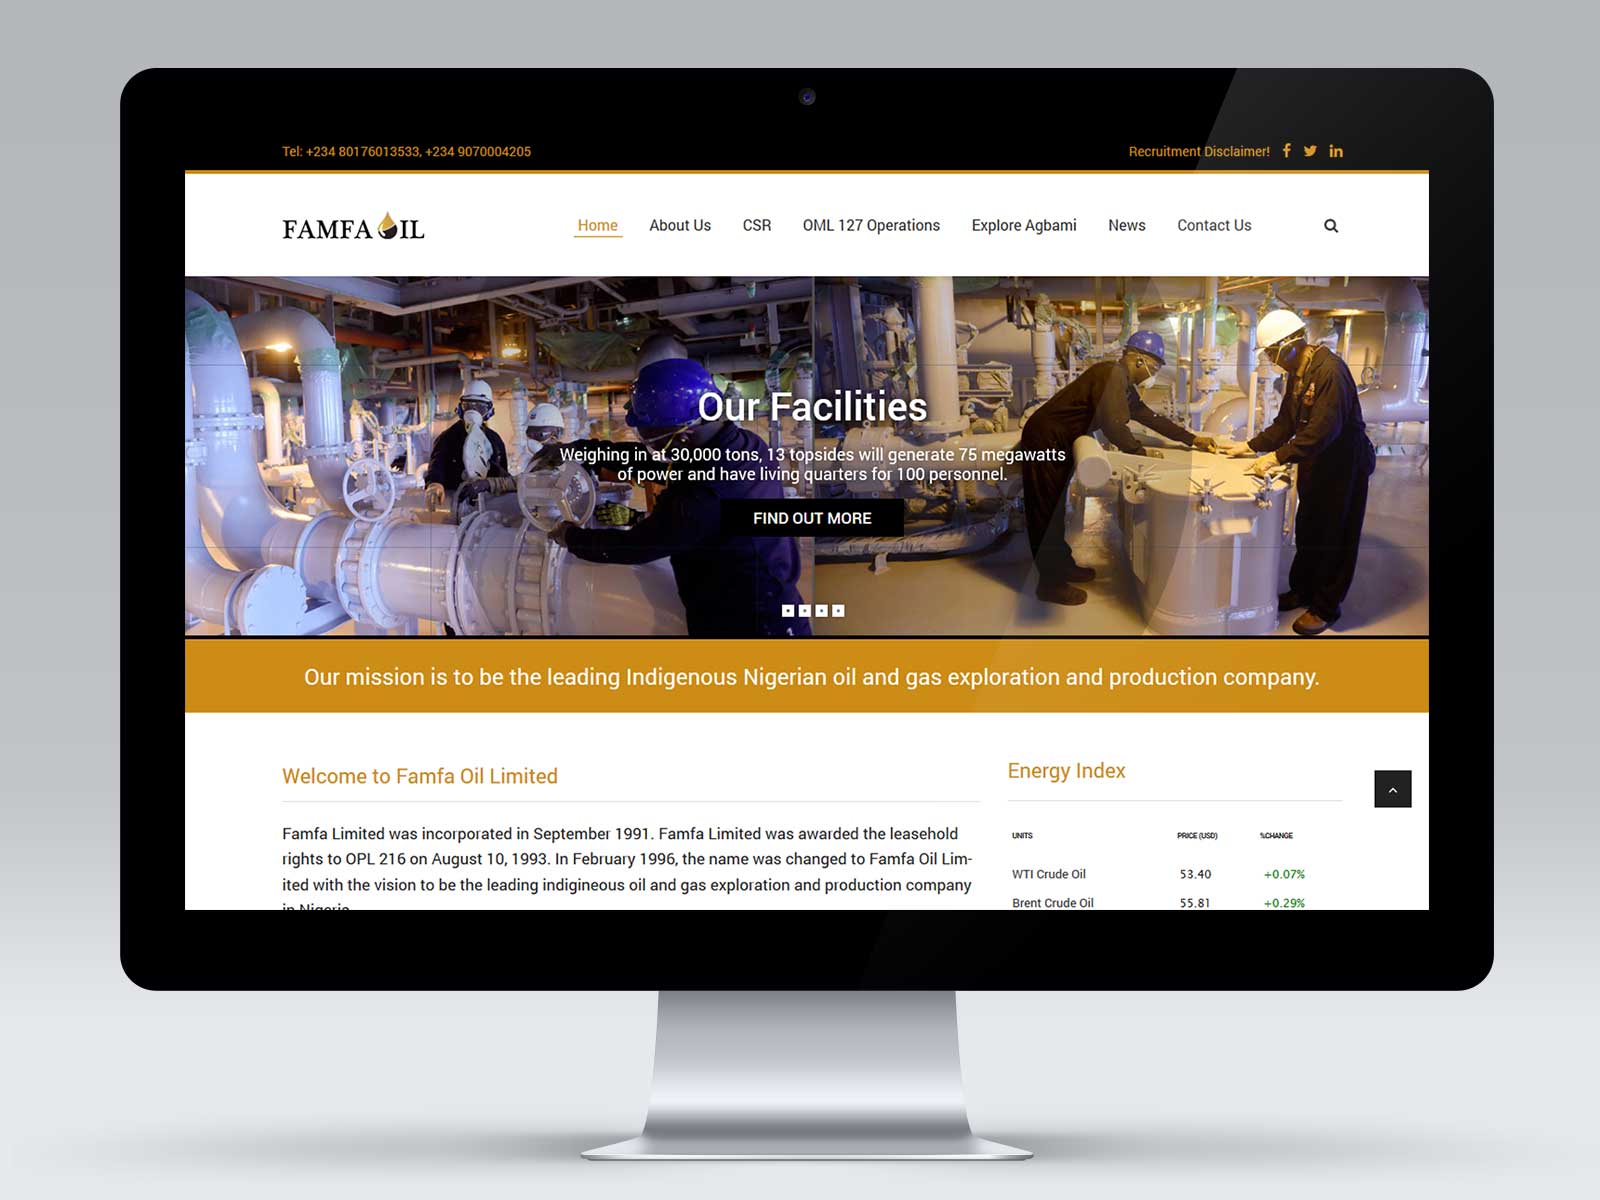 Tel: +234 80176013533, +234 9070004205
Recruitment Disclaimer!
FAMFA OIL
Home About Us CSR OML 127 Operations Explore Agbami News Contact Us
Our Facilities
Weighing in at 30,000 tons, 13 topsides will generate 75 megawatts
of power and have living quarters for 100 personnel.
FIND OUT MORE
Our mission is to be the leading Indigenous Nigerian oil and gas exploration and production company.
Welcome to Famfa Oil Limited
Famfa Limited was incorporated in September 1991. Famfa Limited was awarded the leasehold
rights to OPL 216 on August 10, 1993. In February 1996, the name was changed to Famfa Oil Lim-
ited with the vision to be the leading indigineous oil and gas exploration and production company
in Nigeria
Energy Index
UNITS PRICE (USD) %CHANGE
WTI Crude Oil 53.40 +0.07%
Brent Crude Oil 55.81 +0.29%